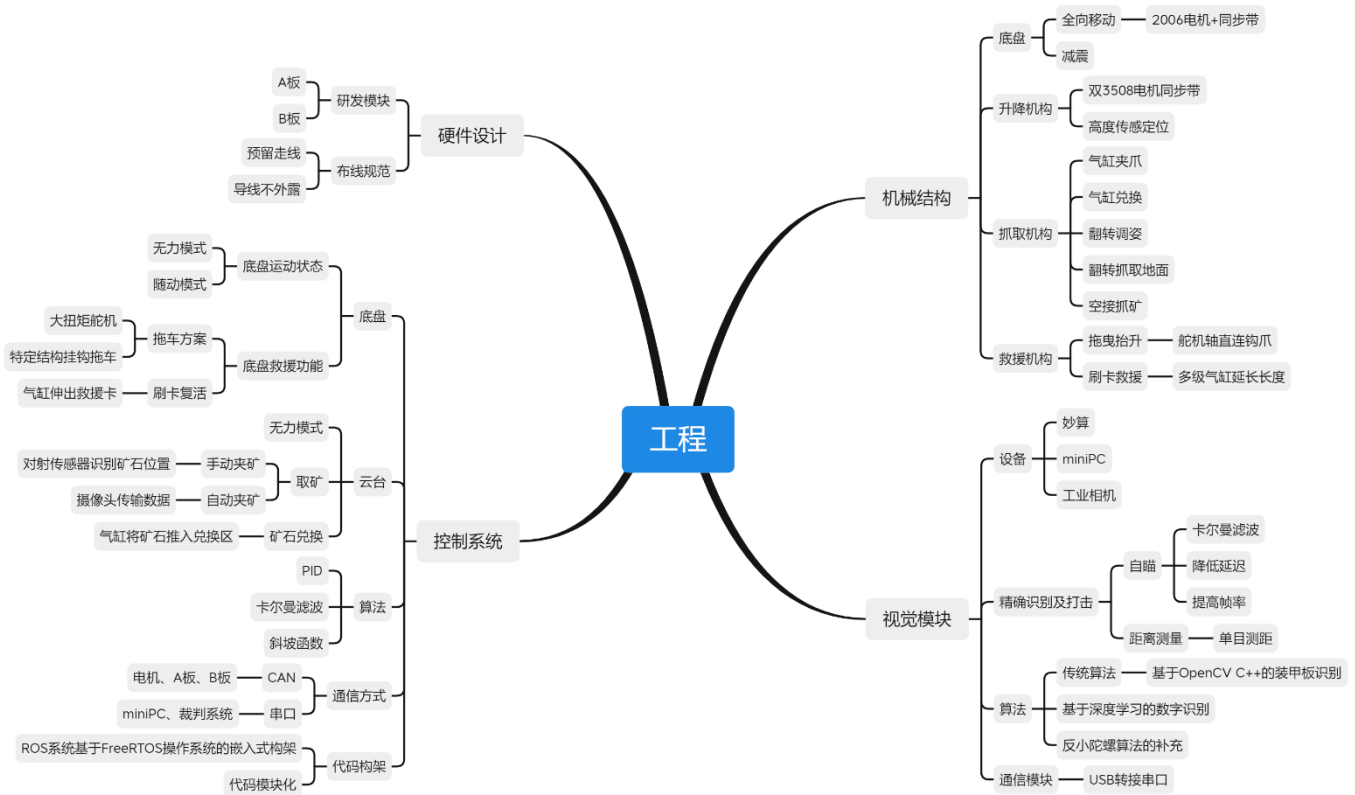 工程
硬件设计
研发模块
A板
B板
布线规范
预留走线
导线不外露
控制系统
底盘
底盘运动状态
无力模式
随动模式
底盘救援功能
拖车方案
大扭矩舵机
特定结构挂钩拖车
刷卡复活
气缸伸出救援卡
云台
无力模式
取矿
手动夹矿
对射传感器识别矿石位置
自动夹矿
摄像头传输数据
矿石兑换
气缸将矿石推入兑换区
算法
PID
卡尔曼滤波
斜坡函数
通信方式
CAN
电机、A板、B板
串口
miniPC、裁判系统
代码构架
ROS系统基于FreeRTOS操作系统的嵌入式构架
代码模块化
机械结构
底盘
全向移动
2006电机+同步带
减震
升降机构
双3508电机同步带
高度传感定位
抓取机构
气缸夹爪
气缸兑换
翻转调姿
翻转抓取地面
空接抓矿
救援机构
拖曳抬升
舵机轴直连钩爪
刷卡救援
多级气缸延长长度
视觉模块
设备
妙算
miniPC
工业相机
精确识别及打击
自瞄
卡尔曼滤波
降低延迟
提高帧率
距离测量
单目测距
算法
传统算法
基于OpenCV C++的装甲板识别
基于深度学习的数字识别
反小陀螺算法的补充
通信模块
USB转接串口